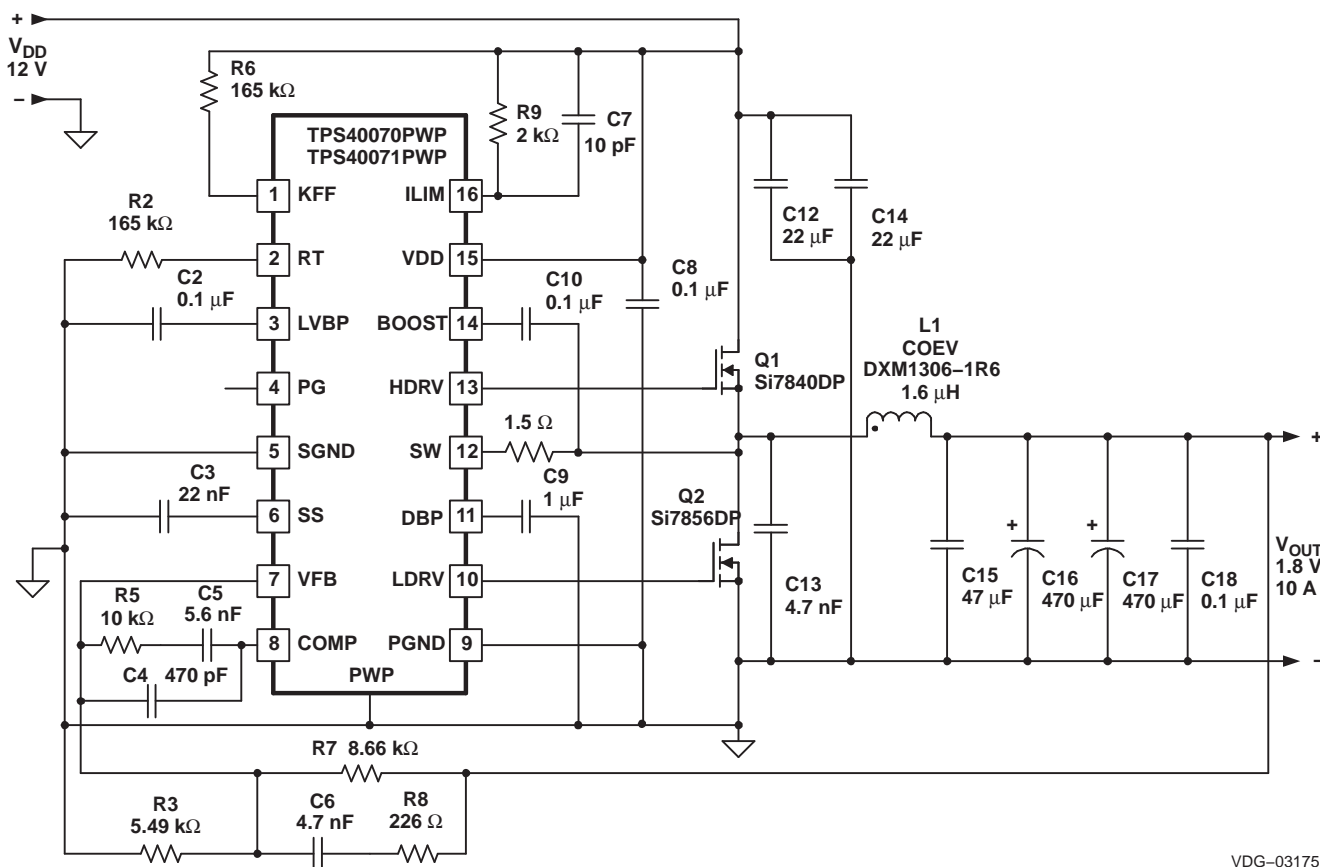 +
VDD
12 V
–
R6
165 kΩ
R9
2 kΩ
C7
10 pF
TPS40070PWP
TPS40071PWP
1 KFF
ILIM 16
R2
165 kΩ
C12
22 μF
C14
22 μF
2 RT
VDD 15
C2
0.1 μF
C10
0.1 μF
C8
0.1 μF
3 LVBP
BOOST 14
L1
COEV
DXM1306–1R6
1.6 μH
Q1
Si7840DP
4 PG
HDRV 13
1.5 Ω
5 SGND
SW 12
+
C3
22 nF
C9
1 μF
Q2
Si7856DP
6 SS
DBP 11
+
+
VOUT
1.8 V
10 A
7 VFB
LDRV 10
C13
4.7 nF
C15
47 μF
C16
470 μF
C17
470 μF
C18
0.1 μF
R5
10 kΩ
C5
5.6 nF
8 COMP
PGND 9
–
C4
470 pF
PWP
R7 8.66 kΩ
R3
5.49 kΩ
C6
4.7 nF
R8
226 Ω
VDG–03175